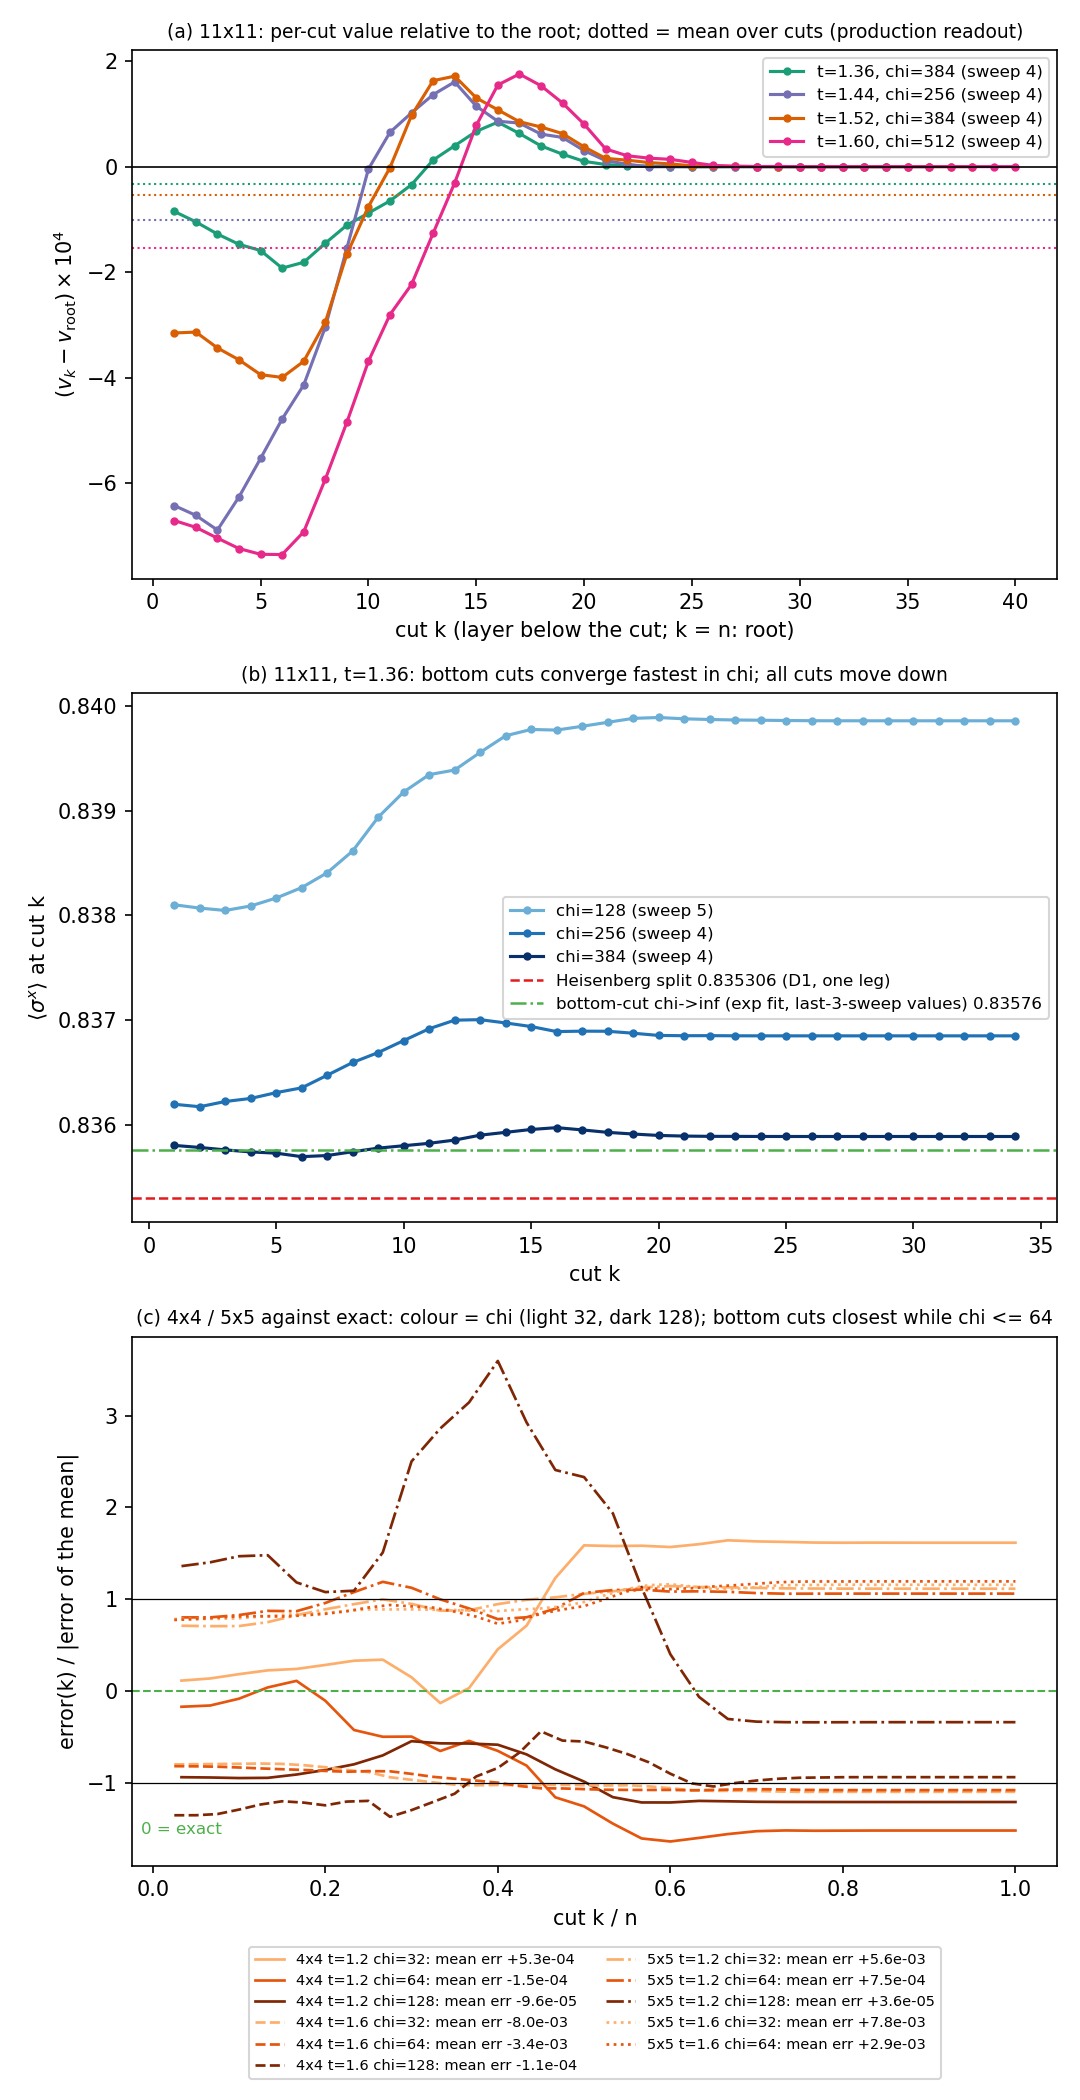 (a) 11x11: per-cut value relative to the root; dotted = mean over cuts (production readout)
t=1.36, chi=384 (sweep 4)
t=1.44, chi=256 (sweep 4)
t=1.52, chi=384 (sweep 4)
t=1.60, chi=512 (sweep 4)
2
0
−2
−4
−6
(v_k − v_root) × 10⁴
0 5 10 15 20 25 30 35 40
cut k (layer below the cut; k = n: root)
(b) 11x11, t=1.36: bottom cuts converge fastest in chi; all cuts move down
0.840
0.839
0.838
0.837
0.836
⟨σˣ⟩ at cut k
chi=128 (sweep 5)
chi=256 (sweep 4)
chi=384 (sweep 4)
Heisenberg split 0.835306 (D1, one leg)
bottom-cut chi->inf (exp fit, last-3-sweep values) 0.83576
0 5 10 15 20 25 30 35
cut k
(c) 4x4 / 5x5 against exact: colour = chi (light 32, dark 128); bottom cuts closest while chi <= 64
3
2
1
0
−1
error(k) / |error of the mean|
0 = exact
0.0 0.2 0.4 0.6 0.8 1.0
cut k / n
4x4 t=1.2 chi=32: mean err +5.3e-04
4x4 t=1.2 chi=64: mean err -1.5e-04
4x4 t=1.2 chi=128: mean err -9.6e-05
4x4 t=1.6 chi=32: mean err -8.0e-03
4x4 t=1.6 chi=64: mean err -3.4e-03
4x4 t=1.6 chi=128: mean err -1.1e-04
5x5 t=1.2 chi=32: mean err +5.6e-03
5x5 t=1.2 chi=64: mean err +7.5e-04
5x5 t=1.2 chi=128: mean err +3.6e-05
5x5 t=1.6 chi=32: mean err +7.8e-03
5x5 t=1.6 chi=64: mean err +2.9e-03